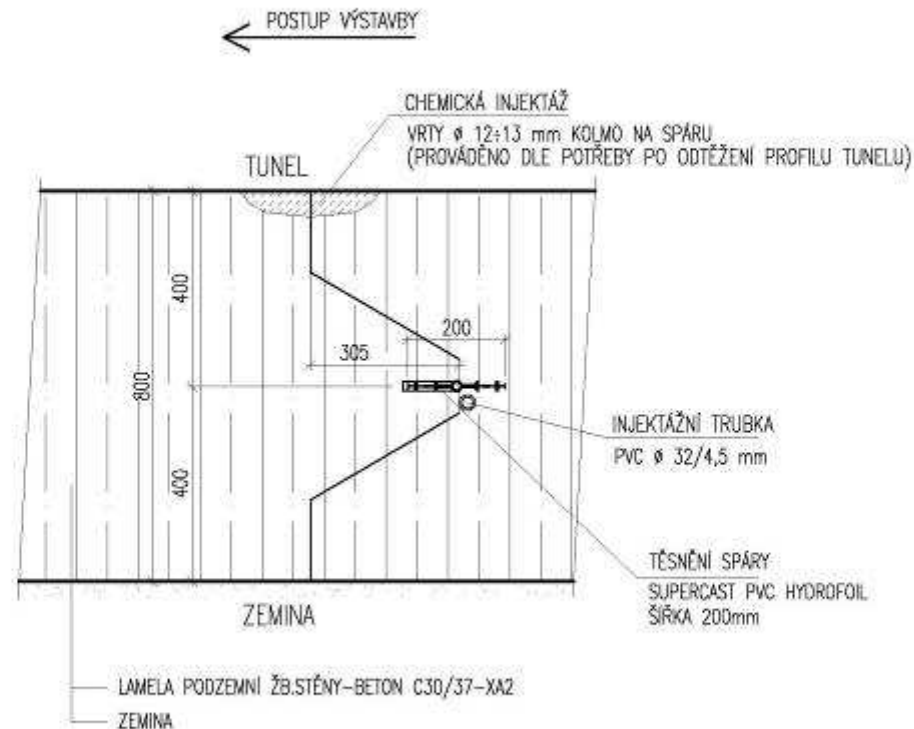 POSTUP VÝSTAVBY
CHEMICKÁ INJEKTÁŽ
VRTY ø 12÷13 mm KOLMO NA SPÁRU
(PROVÁDĚNO DLE POTŘEBY PO ODTĚŽENÍ PROFILU TUNELU)
TUNEL
400
200
305
800
INJEKTÁŽNÍ TRUBKA
PVC ø 32/4,5 mm
400
TĚSNĚNÍ SPÁRY
SUPERCAST PVC HYDROFOIL
ŠÍŘKA 200mm
ZEMINA
LAMELA PODZEMNÍ ŽB.STĚNY-BETON C30/37-XA2
ZEMINA